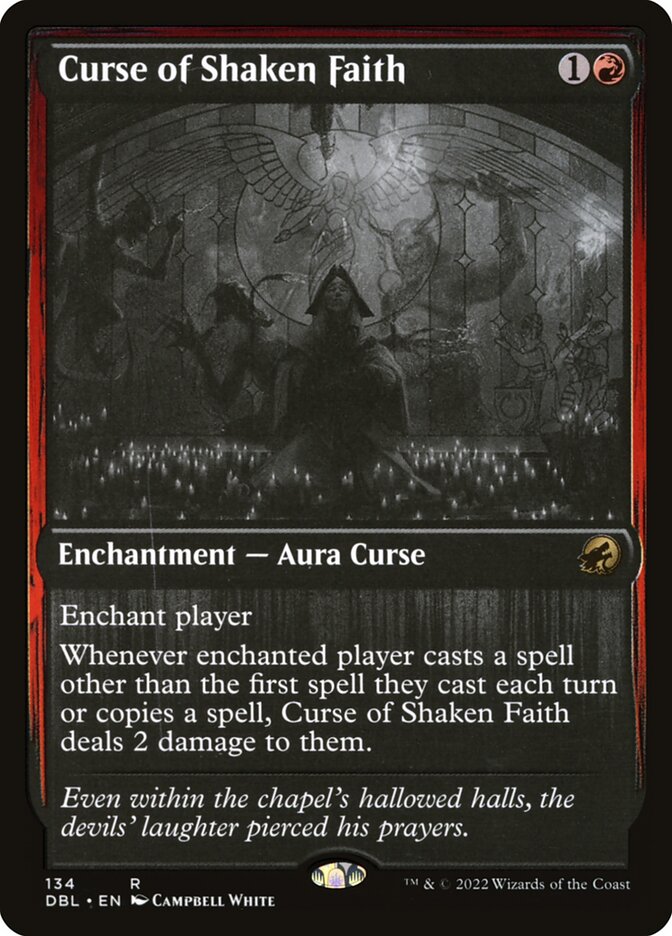 Curse of Shaken Faith 1
Enchantment — Aura Curse
Enchant player
Whenever enchanted player casts a spell
other than the first spell they cast each turn
or copies a spell, Curse of Shaken Faith
deals 2 damage to them.
Even within the chapel's hallowed halls, the
devils' laughter pierced his prayers.
134 R
DBL • EN Campbell White
™ & © 2022 Wizards of the Coast